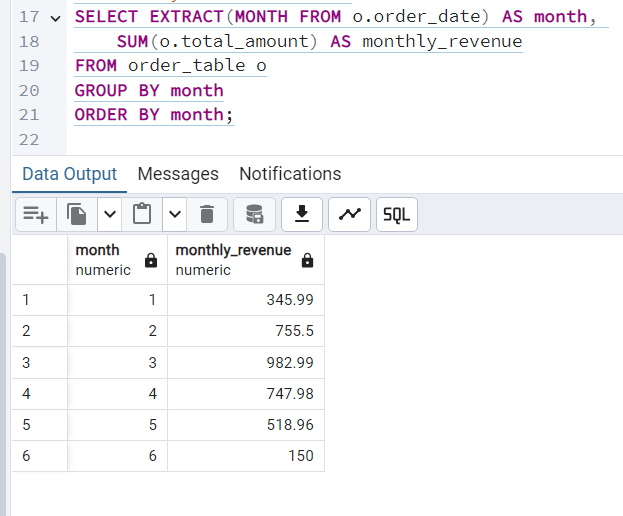 17 SELECT EXTRACT(MONTH FROM o.order_date) AS month,
18 SUM(o.total_amount) AS monthly_revenue
19 FROM order_table o
20 GROUP BY month
21 ORDER BY month;
22
Data Output Messages Notifications
SQL
month monthly_revenue
numeric numeric
1 1 345.99
2 2 755.5
3 3 982.99
4 4 747.98
5 5 518.96
6 6 150